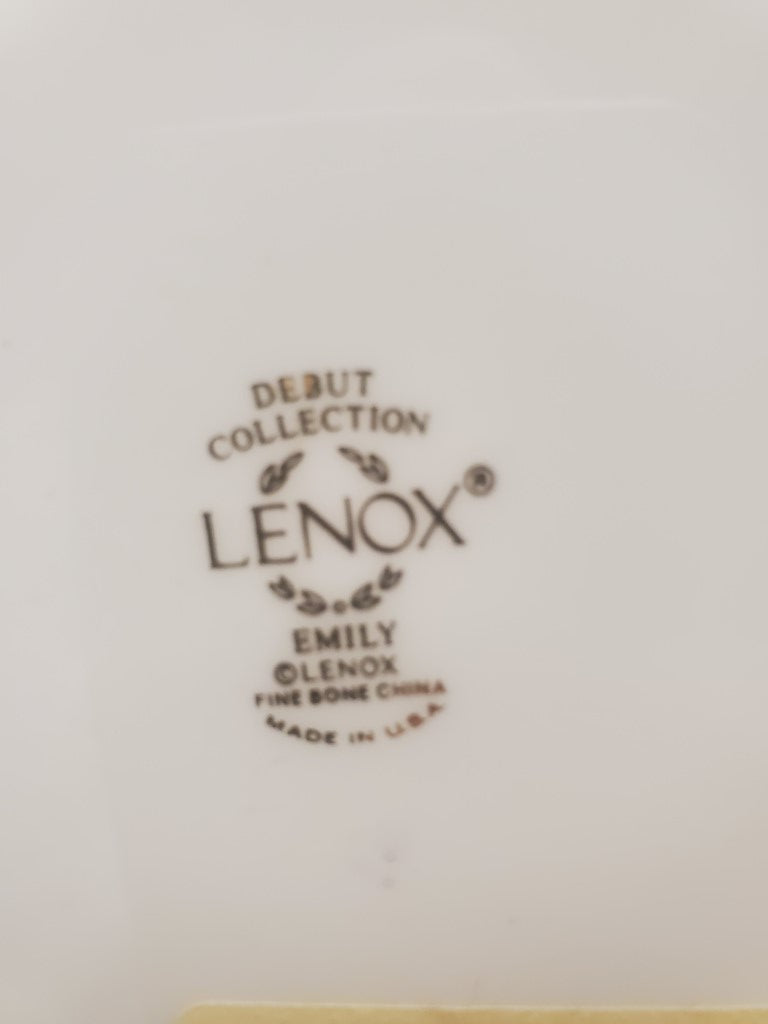 DEBUT
COLLECTION
LENOX®
EMILY
©LENOX
FINE BONE CHINA
MADE IN U.S.A.